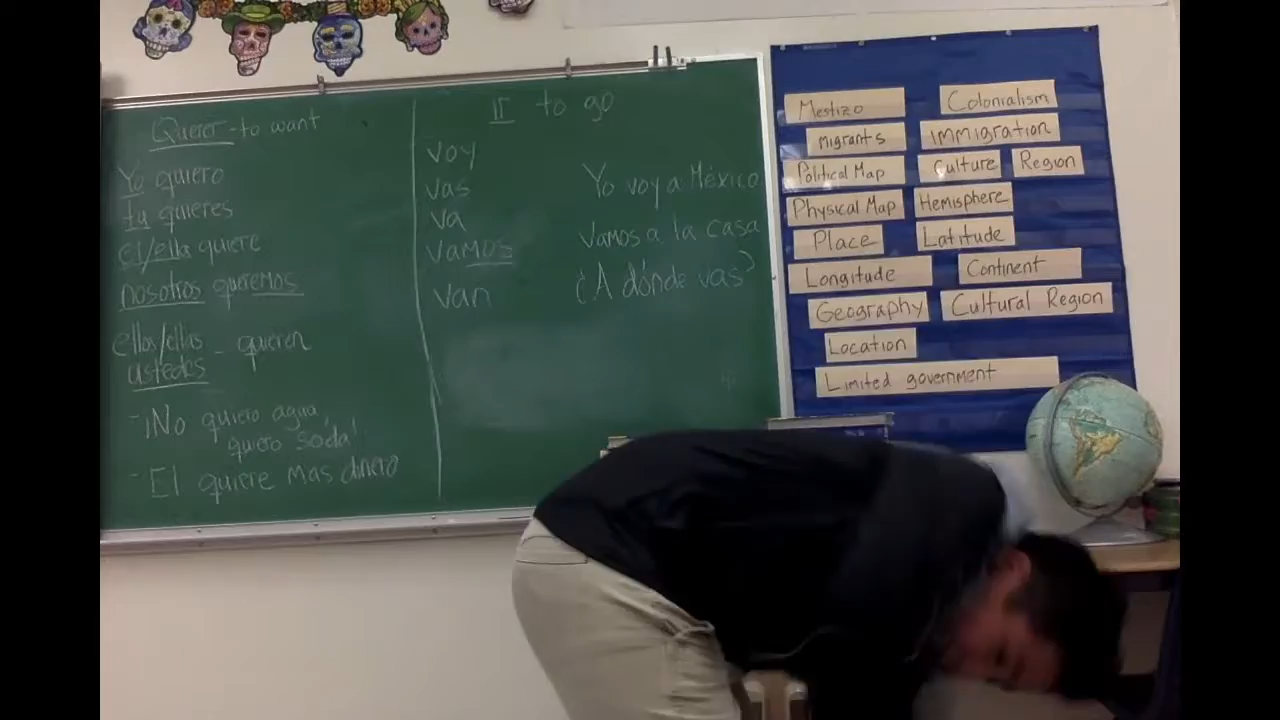 Querer-to want
Yo quiero
tu quieres
el/ella quiere
nosotros queremos
ellos/ellas - quieren
ustedes
- ¡No quiero agua,
quiero soda!
- El quiere mas dinero
IR to go
voy
vas
va
vamos
van
Yo voy a México
Vamos a la casa
¿A dónde vas?
Mestizo
Colonialism
Migrants
Immigration
Political Map
Culture
Region
Physical Map
Hemisphere
Place
Latitude
Longitude
Continent
Geography
Cultural Region
Location
Limited government